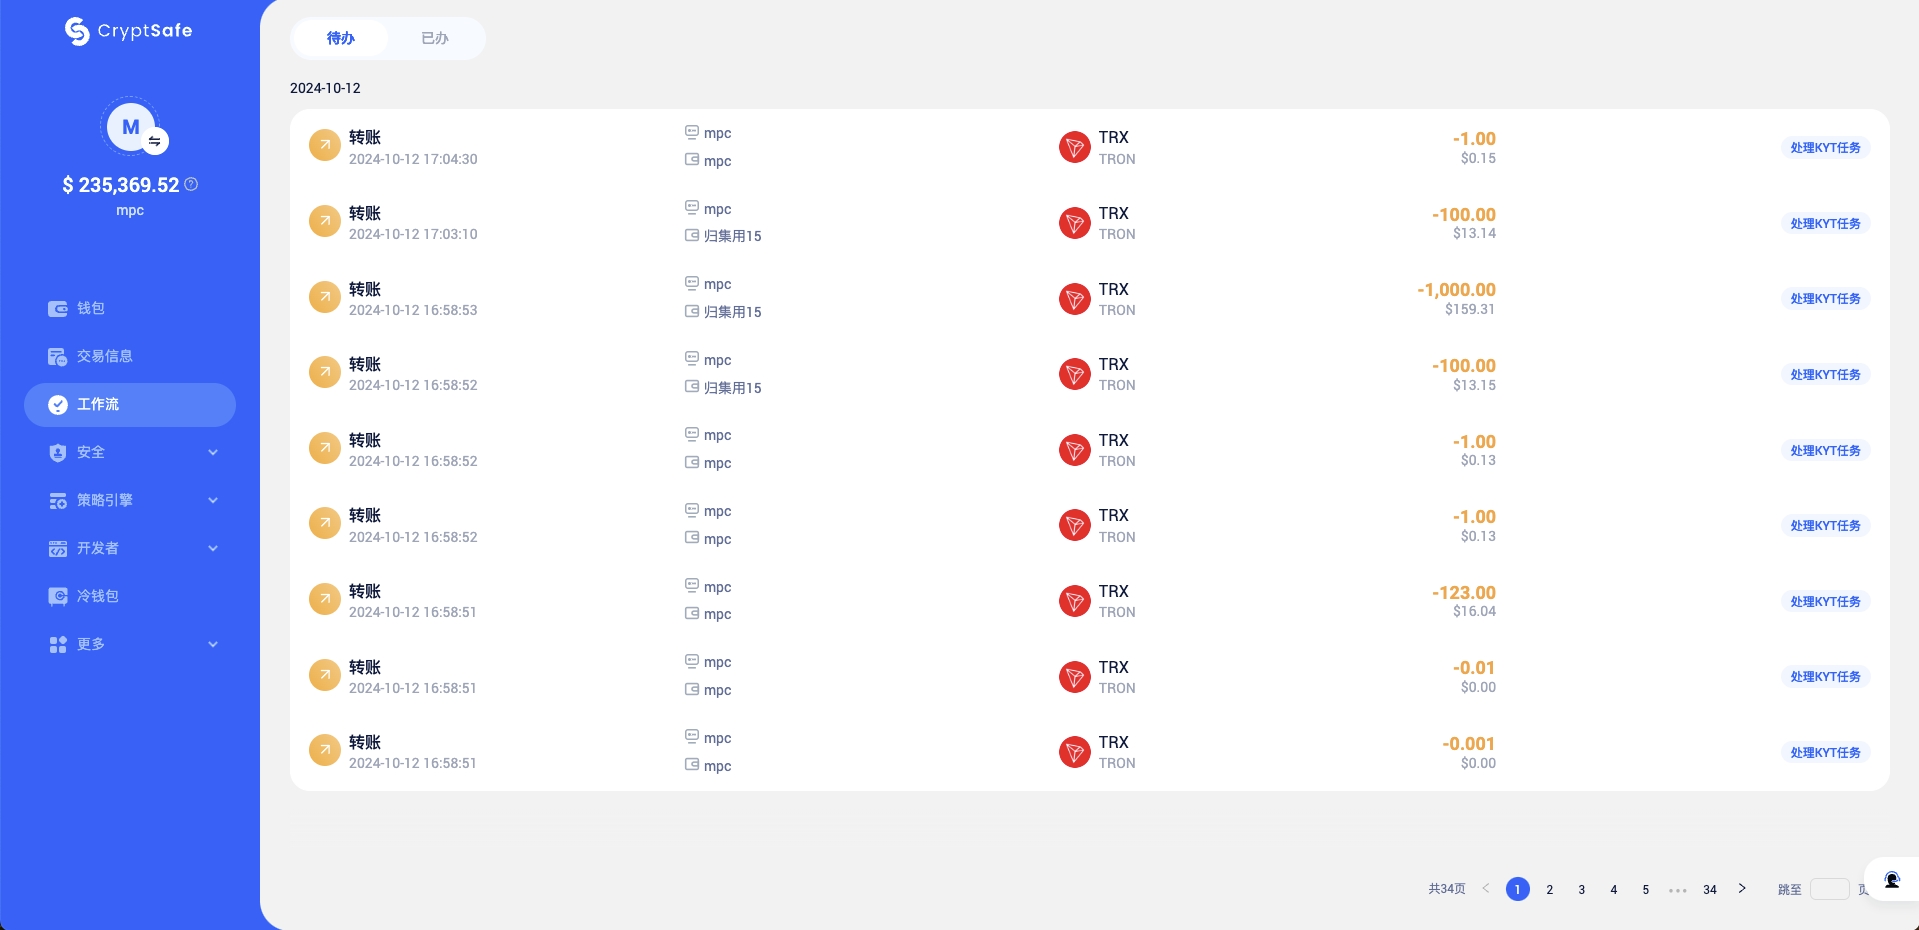 CryptSafe
M
$ 235,369.52
mpc
钱包
交易信息
工作流
安全
策略引擎
开发者
冷钱包
更多
待办
已办
2024-10-12
转账
2024-10-12 17:04:30
mpc
mpc
TRX
TRON
-1.00
$0.15
处理KYT任务
转账
2024-10-12 17:03:10
mpc
归集用15
TRX
TRON
-100.00
$13.14
处理KYT任务
转账
2024-10-12 16:58:53
mpc
归集用15
TRX
TRON
-1,000.00
$159.31
处理KYT任务
转账
2024-10-12 16:58:52
mpc
归集用15
TRX
TRON
-100.00
$13.15
处理KYT任务
转账
2024-10-12 16:58:52
mpc
mpc
TRX
TRON
-1.00
$0.13
处理KYT任务
转账
2024-10-12 16:58:52
mpc
mpc
TRX
TRON
-1.00
$0.13
处理KYT任务
转账
2024-10-12 16:58:51
mpc
mpc
TRX
TRON
-123.00
$16.04
处理KYT任务
转账
2024-10-12 16:58:51
mpc
mpc
TRX
TRON
-0.01
$0.00
处理KYT任务
转账
2024-10-12 16:58:51
mpc
mpc
TRX
TRON
-0.001
$0.00
处理KYT任务
共34页 < 1 2 3 4 5 ••• 34 > 跳至 页